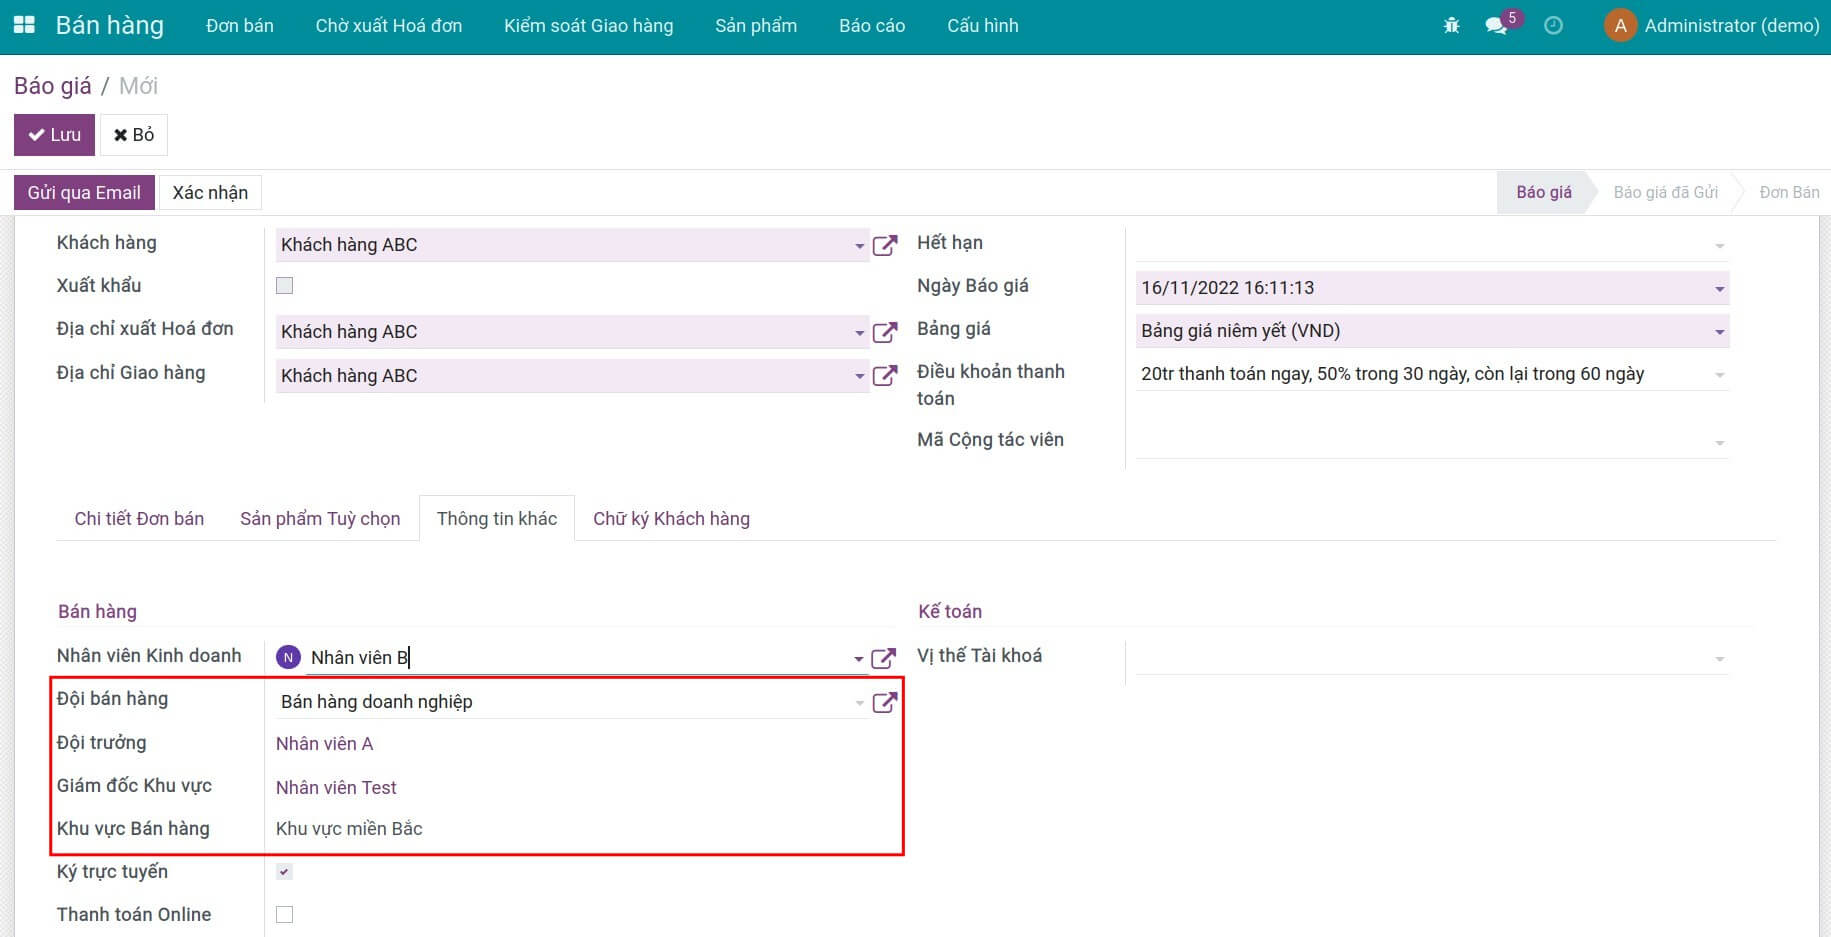 Bán hàng Đơn bán Chờ xuất Hoá đơn Kiểm soát Giao hàng Sản phẩm Báo cáo Cấu hình 5 A Administrator (demo)
Báo giá / Mới
Lưu Bỏ
Gửi qua Email Xác nhận Báo giá Báo giá đã Gửi Đơn Bán
Khách hàng Khách hàng ABC Hết hạn
Xuất khẩu Ngày Báo giá 16/11/2022 16:11:13
Địa chỉ xuất Hoá đơn Khách hàng ABC Bảng giá Bảng giá niêm yết (VND)
Địa chỉ Giao hàng Khách hàng ABC Điều khoản thanh toán 20tr thanh toán ngay, 50% trong 30 ngày, còn lại trong 60 ngày
Mã Cộng tác viên
Chi tiết Đơn bán Sản phẩm Tuỳ chọn Thông tin khác Chữ ký Khách hàng
Bán hàng Kế toán
Nhân viên Kinh doanh N Nhân viên B Vị thế Tài khoá
Đội bán hàng Bán hàng doanh nghiệp
Đội trưởng Nhân viên A
Giám đốc Khu vực Nhân viên Test
Khu vực Bán hàng Khu vực miền Bắc
Ký trực tuyến
Thanh toán Online